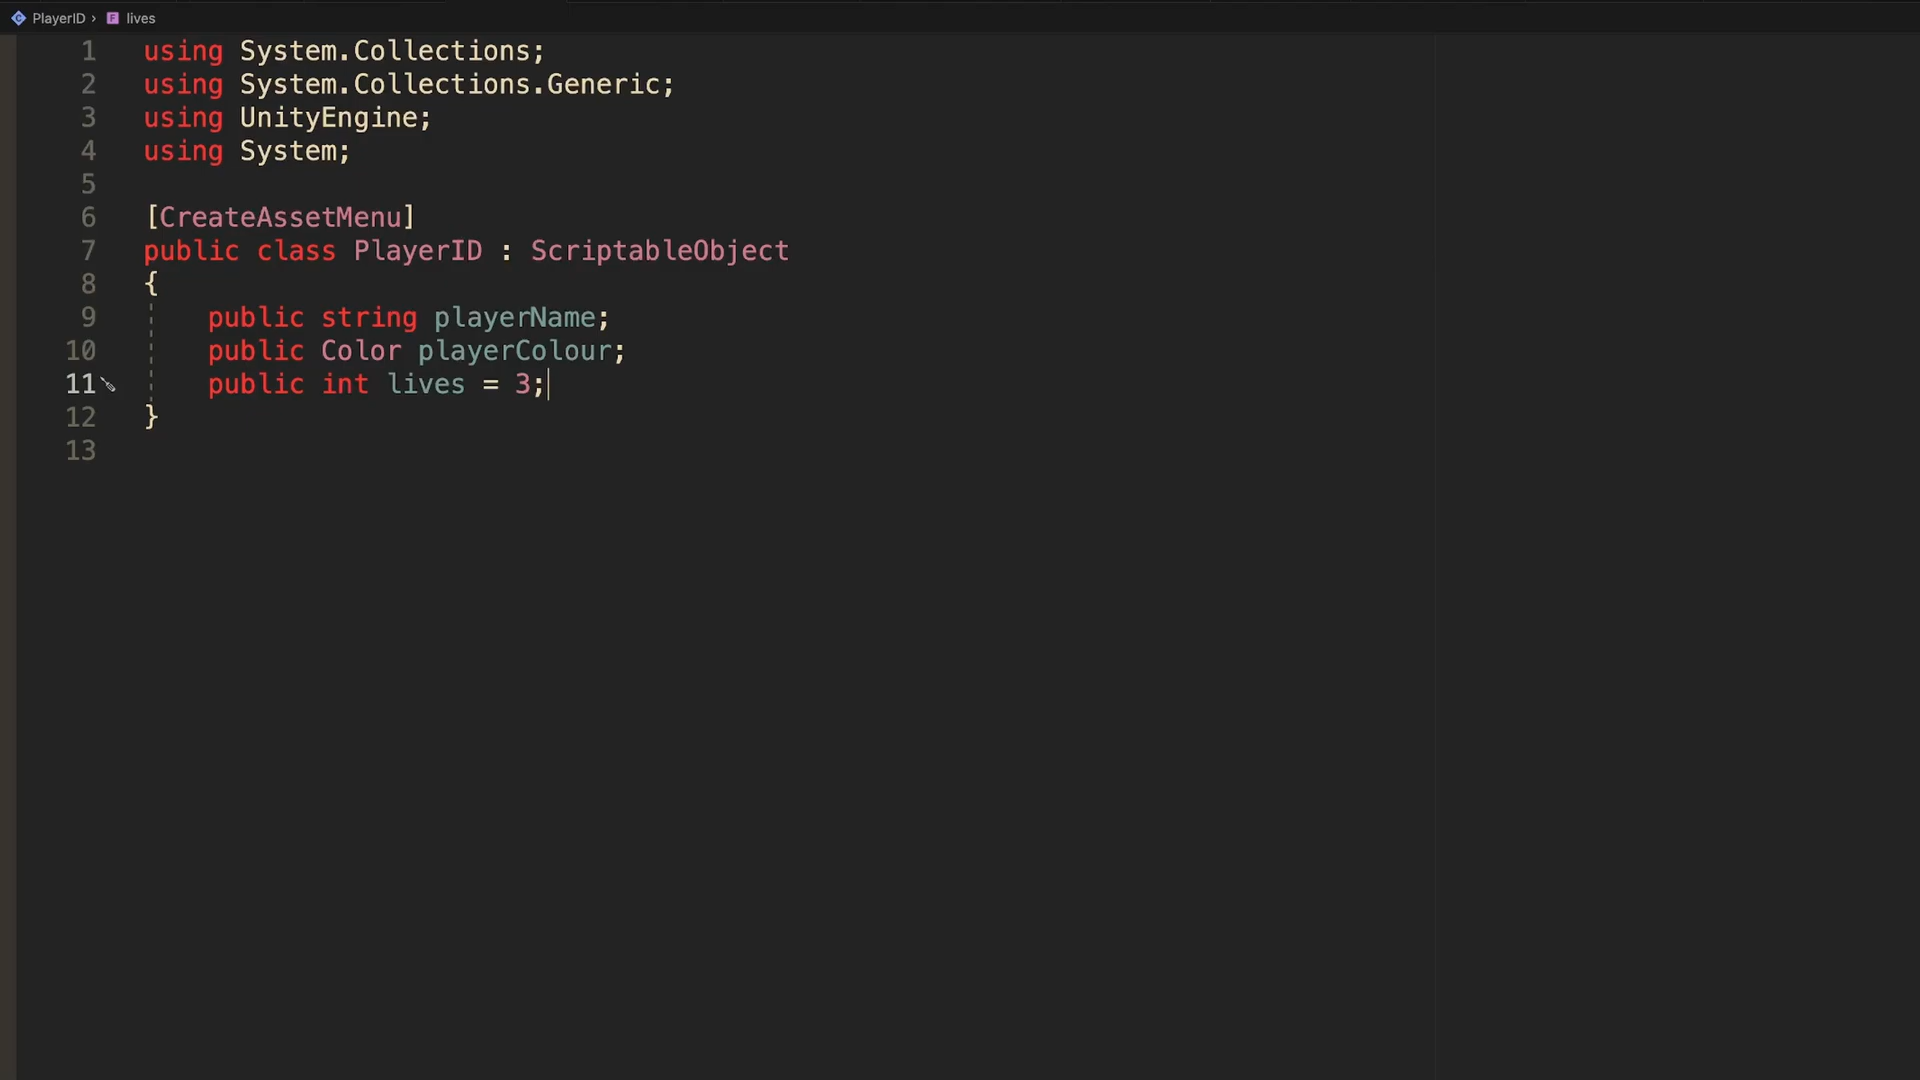 PlayerID › F lives
1 using System.Collections;
2 using System.Collections.Generic;
3 using UnityEngine;
4 using System;
5
6 [CreateAssetMenu]
7 public class PlayerID : ScriptableObject
8 {
9 public string playerName;
10 public Color playerColour;
11 public int lives = 3;
12 }
13